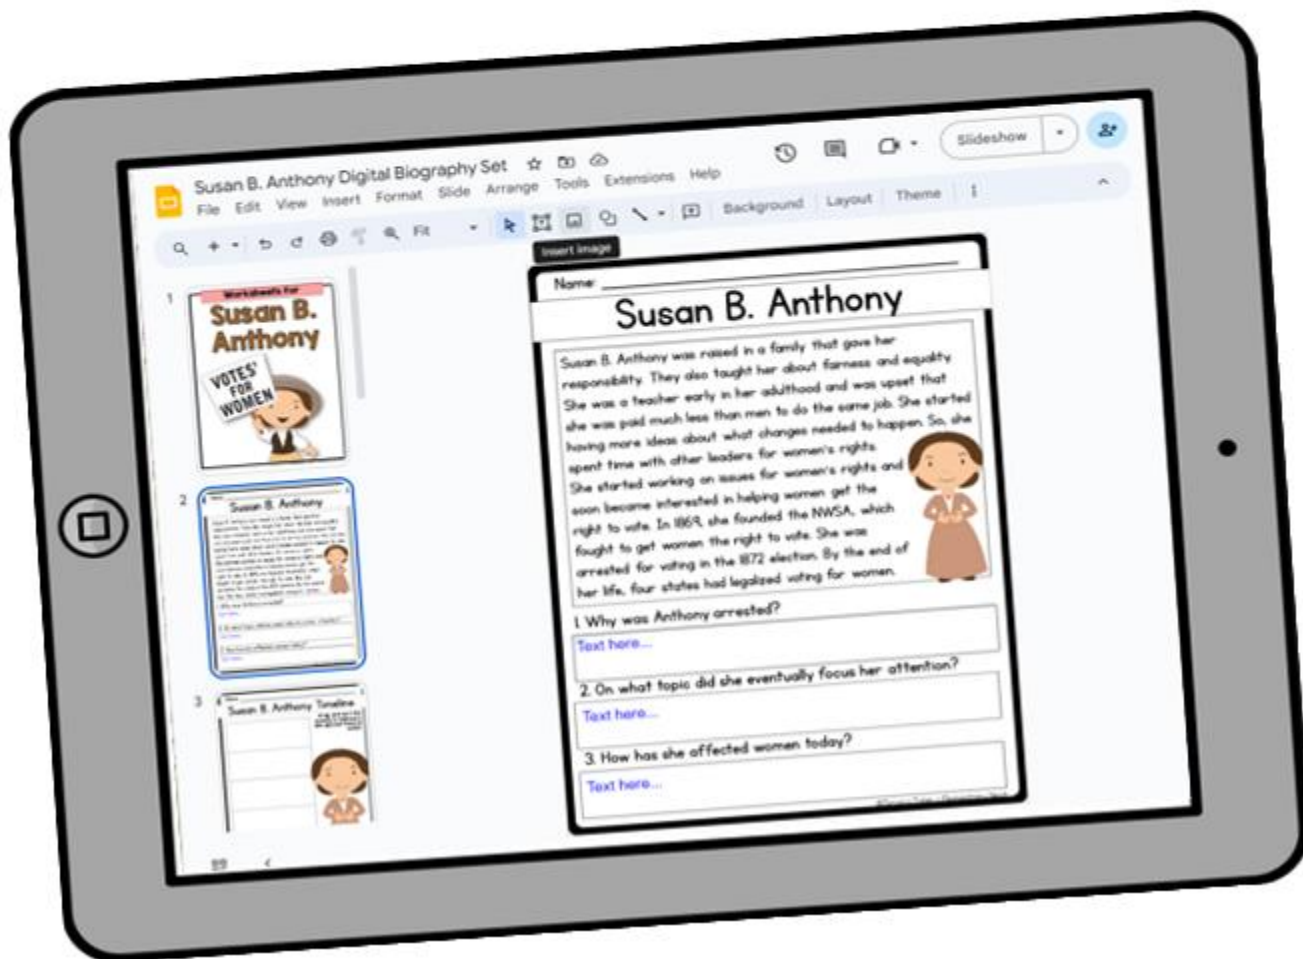 Susan B. Anthony Digital Biography Set
File Edit View Insert Format Slide Arrange Tools Extensions Help
Slideshow
Fit
Background Layout Theme
Insert image
1
Worksheets For
Susan B.
Anthony
VOTES'
FOR
WOMEN
2
Susan B. Anthony
3
Susan B. Anthony Timeline
Name:
Susan B. Anthony
Susan B. Anthony was raised in a family that gave her
responsibility. They also taught her about fairness and equality.
She was a teacher early in her adulthood and was upset that
she was paid much less than men to do the same job. She started
having more ideas about what changes needed to happen. So, she
spent time with other leaders for women's rights.
She started working on issues for women's rights and
soon became interested in helping women get the
right to vote. In 1869, she founded the NWSA, which
fought to get women the right to vote. She was
arrested for voting in the 1872 election. By the end of
her life, four states had legalized voting for women.
1. Why was Anthony arrested?
Text here...
2. On what topic did she eventually focus her attention?
Text here...
3. How has she affected women today?
Text here...